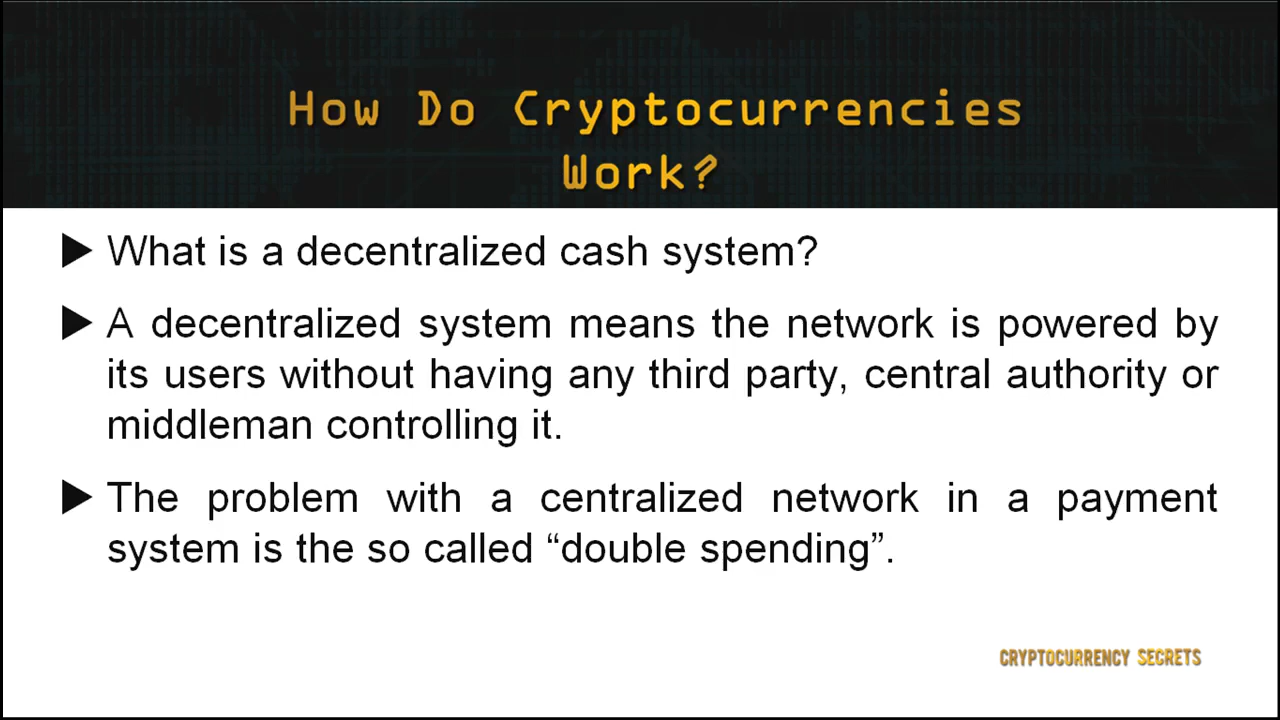 How Do Cryptocurrencies
Work?
▶ What is a decentralized cash system?
▶ A decentralized system means the network is powered by
its users without having any third party, central authority or
middleman controlling it.
▶ The problem with a centralized network in a payment
system is the so called “double spending”.
CRYPTOCURRENCY SECRETS